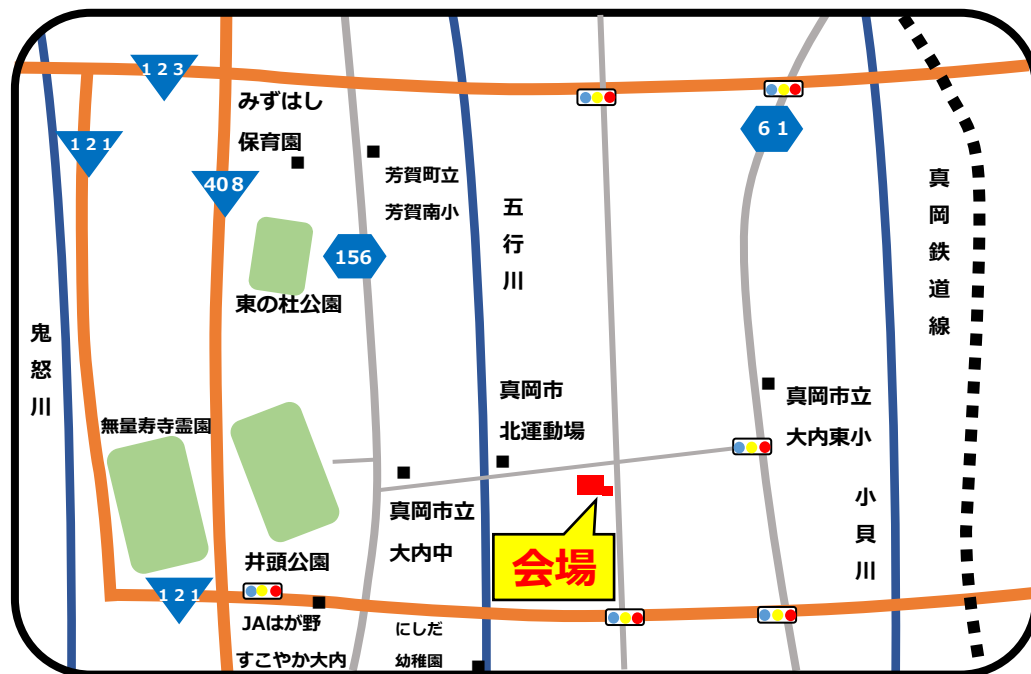 １２３
１２１
みずはし
保育園
408
芳賀町立
芳賀南小
６１
五行川
真岡鉄道線
156
東の杜公園
鬼怒川
真岡市
北運動場
真岡市立
大内東小
無量寿寺霊園
真岡市立
大内中
小貝川
井頭公園
会場
１２１
JAはが野
すこやか大内
にしだ
幼稚園